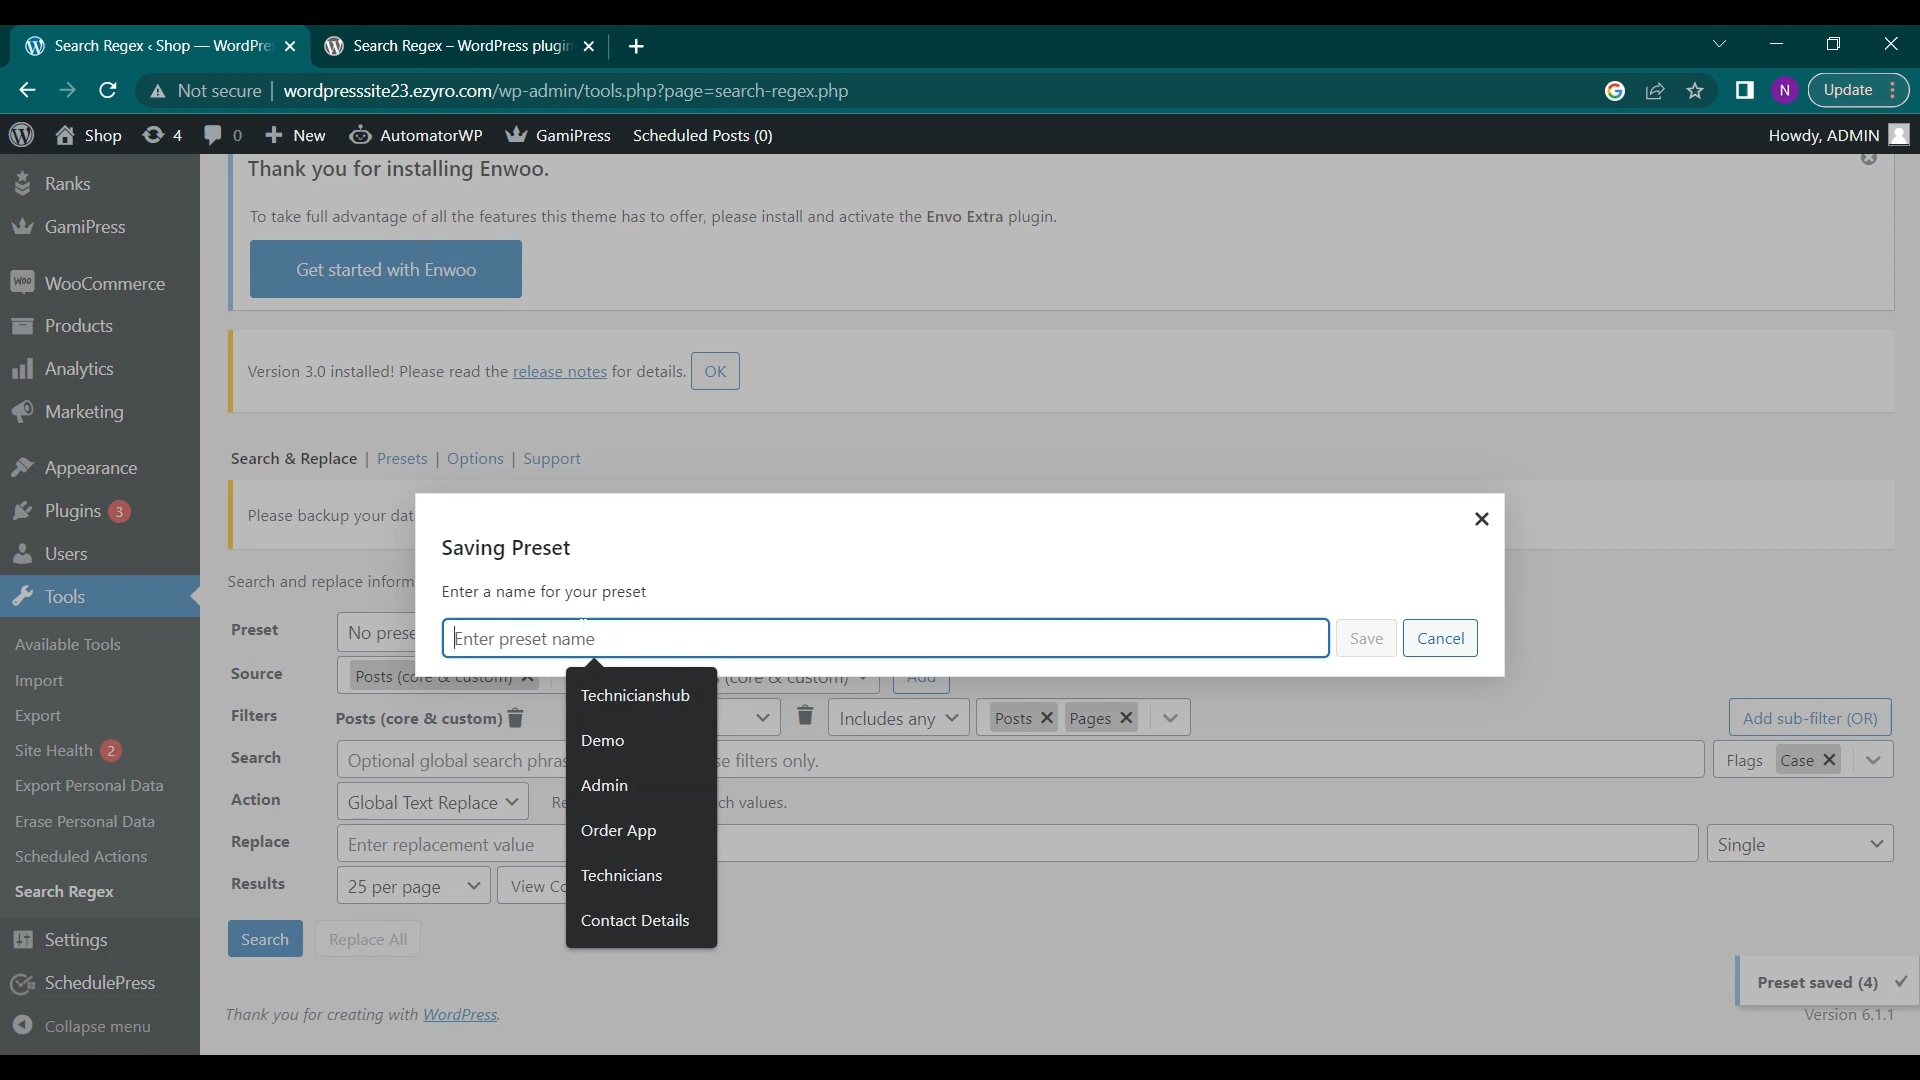 Search Regex ‹ Shop — WordPre
Search Regex – WordPress plugin
Not secure | wordpresssite23.ezyro.com/wp-admin/tools.php?page=search-regex.php
N
Update
Shop 4 0 New AutomatorWP GamiPress Scheduled Posts (0) Howdy, ADMIN
Ranks
GamiPress
WooCommerce
Products
Analytics
Marketing
Appearance
Plugins 3
Users
Tools
Available Tools
Import
Export
Site Health 2
Export Personal Data
Erase Personal Data
Scheduled Actions
Search Regex
Settings
SchedulePress
Collapse menu
Thank you for installing Enwoo.
To take full advantage of all the features this theme has to offer, please install and activate the Envo Extra plugin.
Get started with Enwoo
Version 3.0 installed! Please read the release notes for details. OK
Search & Replace | Presets | Options | Support
Please backup your dat
Search and replace inform
Saving Preset
Enter a name for your preset
Enter preset name
Save Cancel
Technicianshub
Demo
Admin
Order App
Technicians
Contact Details
Preset No prese
Source Posts (core & custom) (core & custom) Add
Filters Posts (core & custom) Includes any Posts Pages Add sub-filter (OR)
Search Optional global search phras se filters only. Flags Case
Action Global Text Replace Re ch values.
Replace Enter replacement value Single
Results 25 per page View Co
Search Replace All
Preset saved (4)
Thank you for creating with WordPress. Version 6.1.1